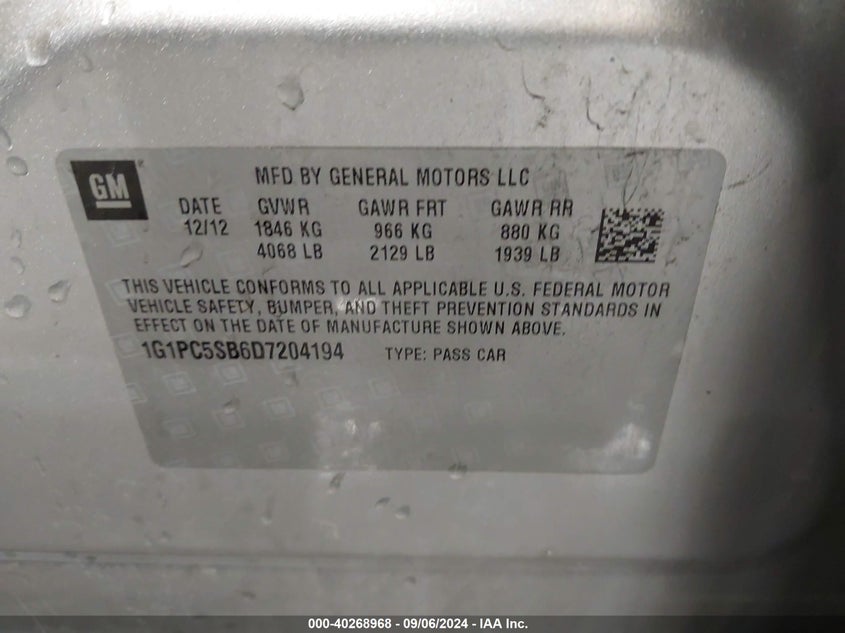 GM
MFD BY GENERAL MOTORS LLC
DATE GVWR GAWR FRT GAWR RR
12/12 1846 KG 966 KG 880 KG
4068 LB 2129 LB 1939 LB
THIS VEHICLE CONFORMS TO ALL APPLICABLE U.S. FEDERAL MOTOR
VEHICLE SAFETY, BUMPER, AND THEFT PREVENTION STANDARDS IN
EFFECT ON THE DATE OF MANUFACTURE SHOWN ABOVE.
1G1PC5SB6D7204194 TYPE: PASS CAR
000-40268968 - 09/06/2024 - IAA Inc.